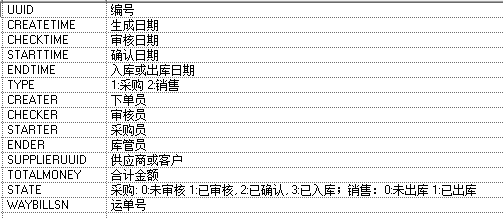 UUID 编号
CREATETIME 生成日期
CHECKTIME 审核日期
STARTTIME 确认日期
ENDTIME 入库或出库日期
TYPE 1:采购 2:销售
CREATER 下单员
CHECKER 审核员
STARTER 采购员
ENDER 库管员
SUPPLIERUUID 供应商或客户
TOTALMONEY 合计金额
STATE 采购: 0:未审核 1:已审核, 2:已确认, 3:已入库; 销售: 0:未出库 1:已出库
WAYBILLSN 运单号